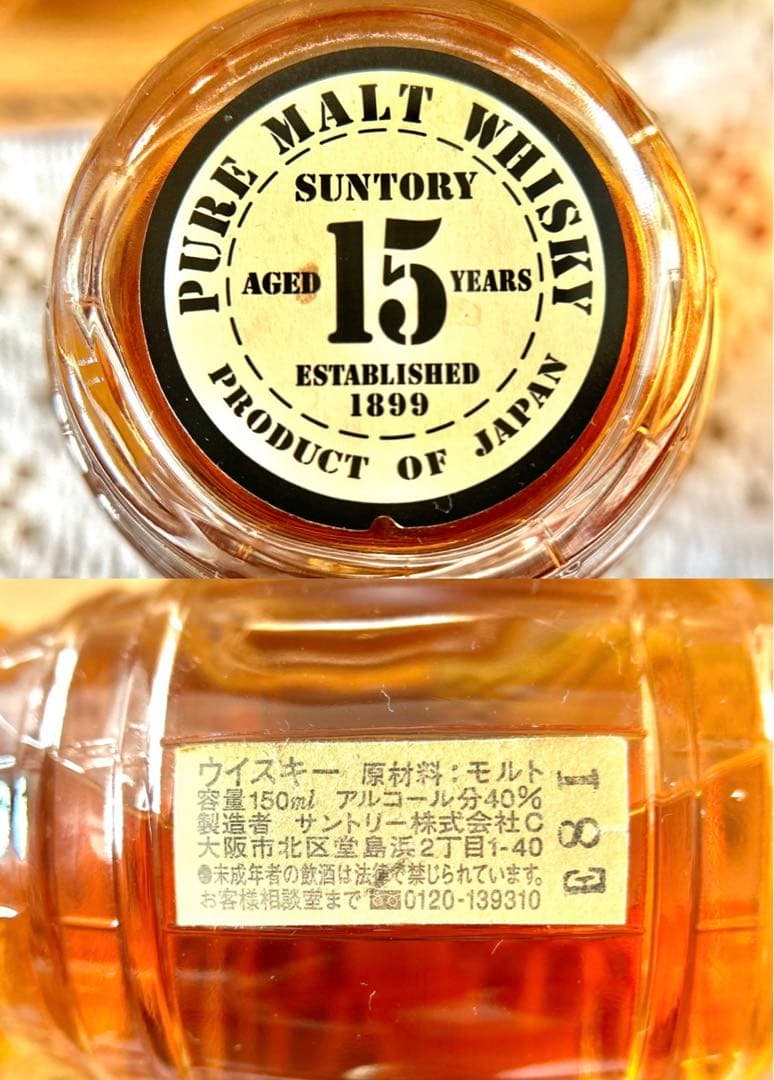 PURE MALT WHISKY
SUNTORY
AGED 15 YEARS
ESTABLISHED
1899
PRODUCT OF JAPAN
ウイスキー 原材料：モルト
容量150ml アルコール分40%
製造者 サントリー株式会社C
大阪市北区堂島浜2丁目1-40
●未成年者の飲酒は法律で禁じられています。
お客様相談室まで 0120-139310